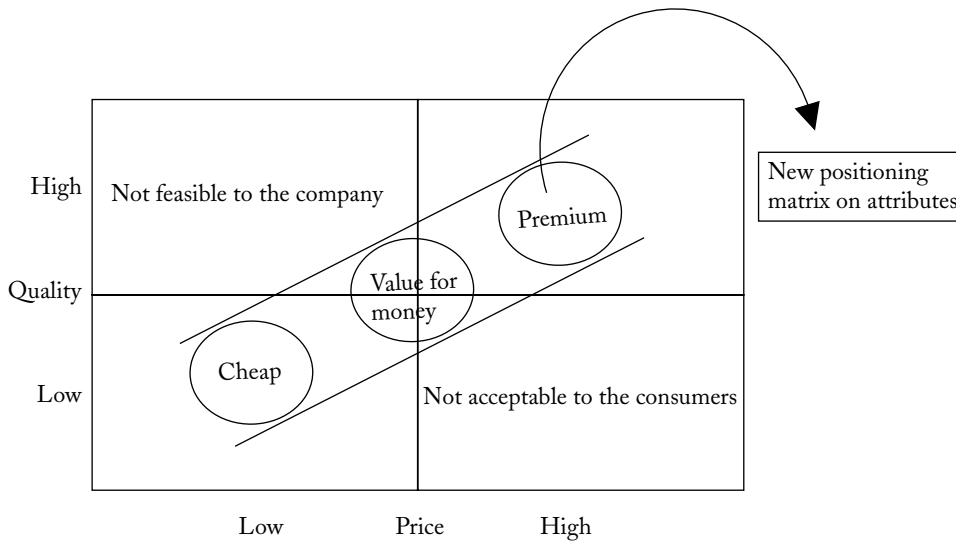 High
Not feasible to the company
Premium
New positioning
matrix on attributes
Quality
Value for
money
Cheap
Low
Not acceptable to the consumers
Low
Price
High